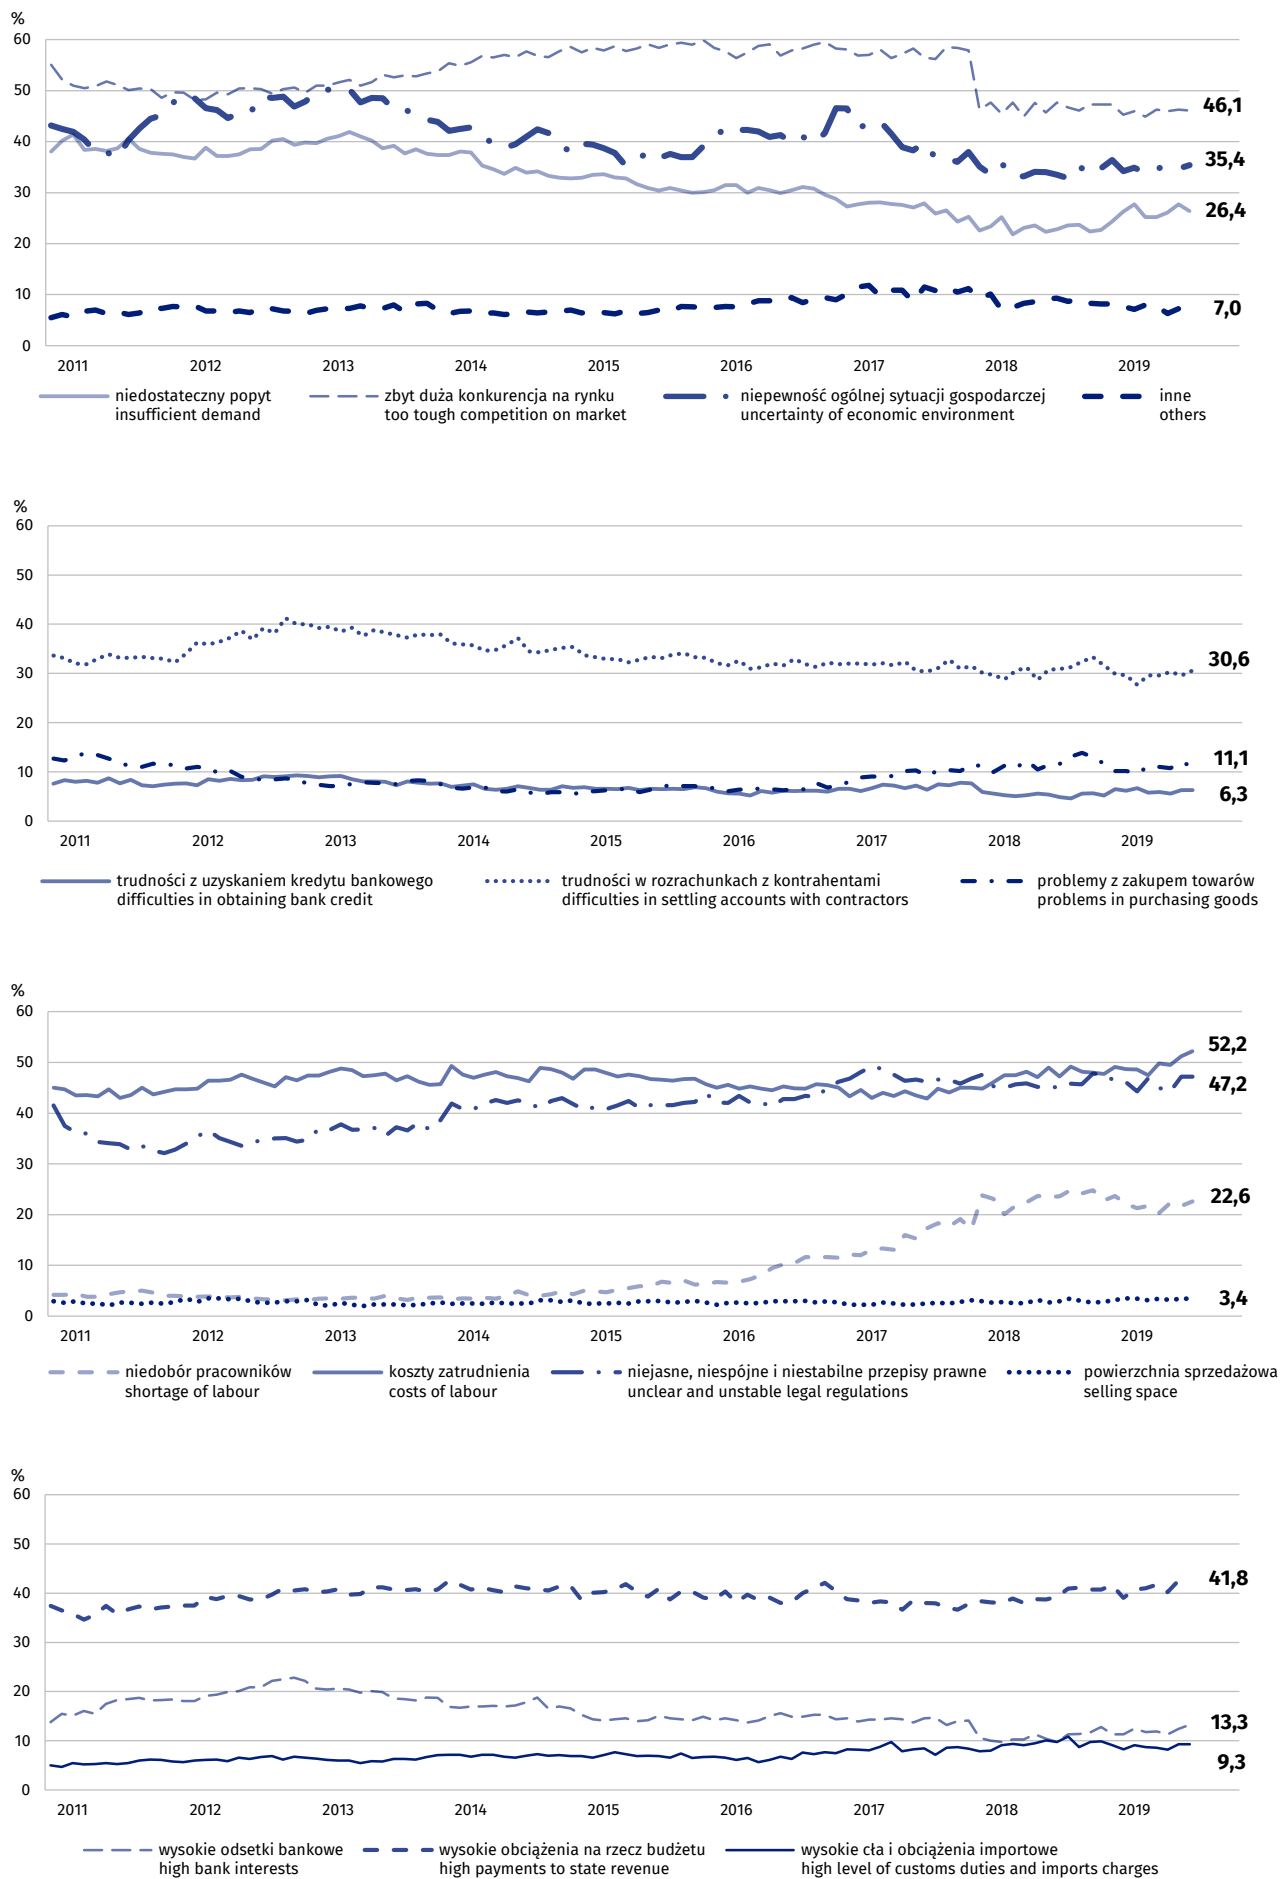 %
60
50
40
30
20
10
0
46,1
35,4
26,4
7,0
2011 2012 2013 2014 2015 2016 2017 2018 2019
niedostateczny popyt
insufficient demand
zbyt duża konkurencja na rynku
too tough competition on market
niepewność ogólnej sytuacji gospodarczej
uncertainty of economic environment
inne
others
%
60
50
40
30
20
10
0
30,6
11,1
6,3
2011 2012 2013 2014 2015 2016 2017 2018 2019
trudności z uzyskaniem kredytu bankowego
difficulties in obtaining bank credit
trudności w rozrachunkach z kontrahentami
difficulties in settling accounts with contractors
problemy z zakupem towarów
problems in purchasing goods
%
60
50
40
30
20
10
0
52,2
47,2
22,6
3,4
2011 2012 2013 2014 2015 2016 2017 2018 2019
niedobór pracowników
shortage of labour
koszty zatrudnienia
costs of labour
niejasne, niespójne i niestabilne przepisy prawne
unclear and unstable legal regulations
powierzchnia sprzedażowa
selling space
%
60
50
40
30
20
10
0
41,8
13,3
9,3
2011 2012 2013 2014 2015 2016 2017 2018 2019
wysokie odsetki bankowe
high bank interests
wysokie obciążenia na rzecz budżetu
high payments to state revenue
wysokie cła i obciążenia importowe
high level of customs duties and imports charges